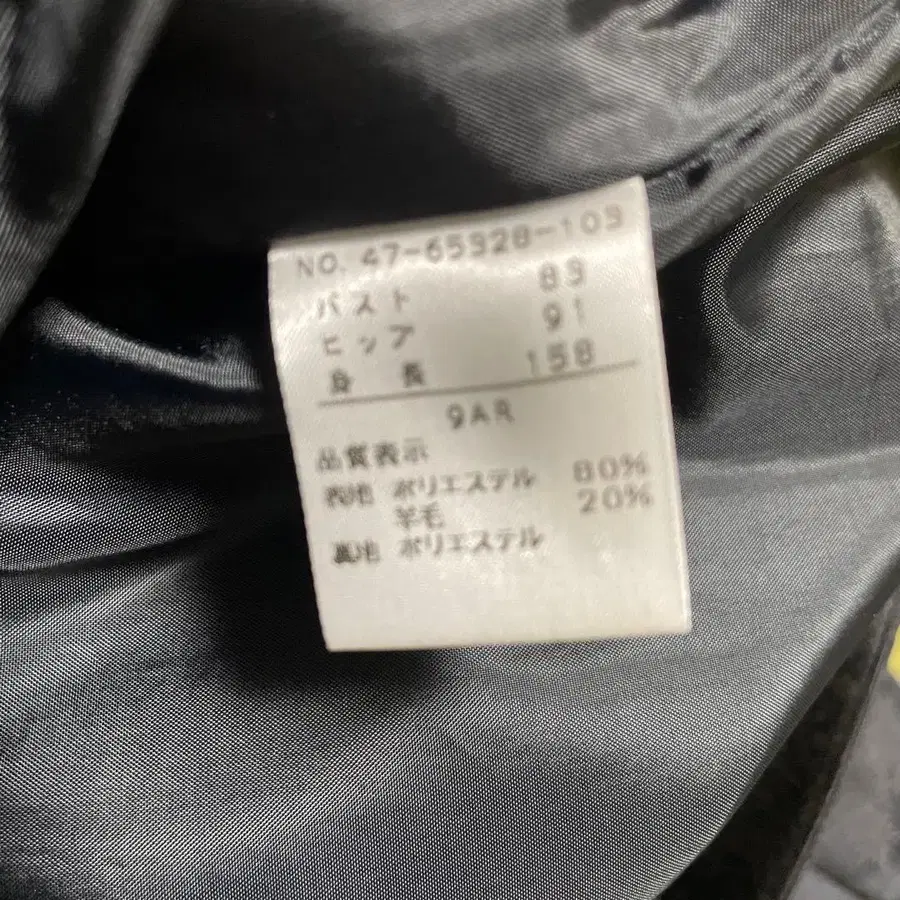 NO. 47-65328-103
バスト 83
ヒップ 91
身長 158
9AR
品質表示
表地 ポリエステル 80%
羊毛 20%
裏地 ポリエステル